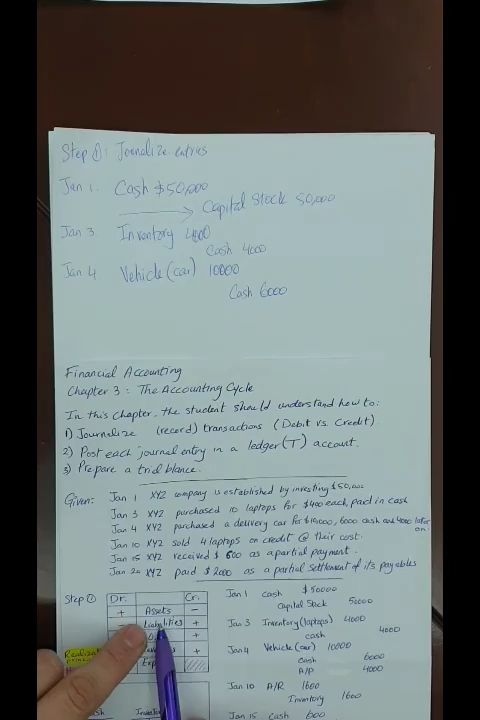 Step ①: Journalize entries
Jan 1. Cash $50,000
Capital Stock 50,000
Jan 3 Inventory 4000
Cash 4000
Jan 4 Vehicle (car) 10000
Cash 6000
Financial Accounting
Chapter 3 : The Accounting Cycle
In this Chapter, the student should understand how to:
1) Journalize (record) transactions (Debit vs. Credit)
2) Post each journal entry in a ledger (T) account.
3) Prepare a trial blance.
Given: Jan 1 XYZ company is established by investing $50,000
Jan 3 XYZ purchased 10 laptops for $400 each, paid in cash
Jan 4 XYZ purchased a delivery car for $10,000, 6000 cash and 4000 later on.
Jan 10 XYZ sold 4 laptops on credit @ their cost.
Jan 15 XYZ received $ 600 as a partial payment.
Jan 20 XYZ paid $ 2000 as a partial settlement of its payables
Step ①
Dr. Cr.
+ Assets -
Liabilities +
+
+
Exp
Jan 1 cash $ 50000
Capital Stock 50000
Jan 3 Inventory (laptops) 4000
cash 4000
Jan 4 Vehicle (car) 10000
Cash 6000
A/P 4000
Jan 10 A/R 1600
Inventory 1600
Jan 15 Cash 600